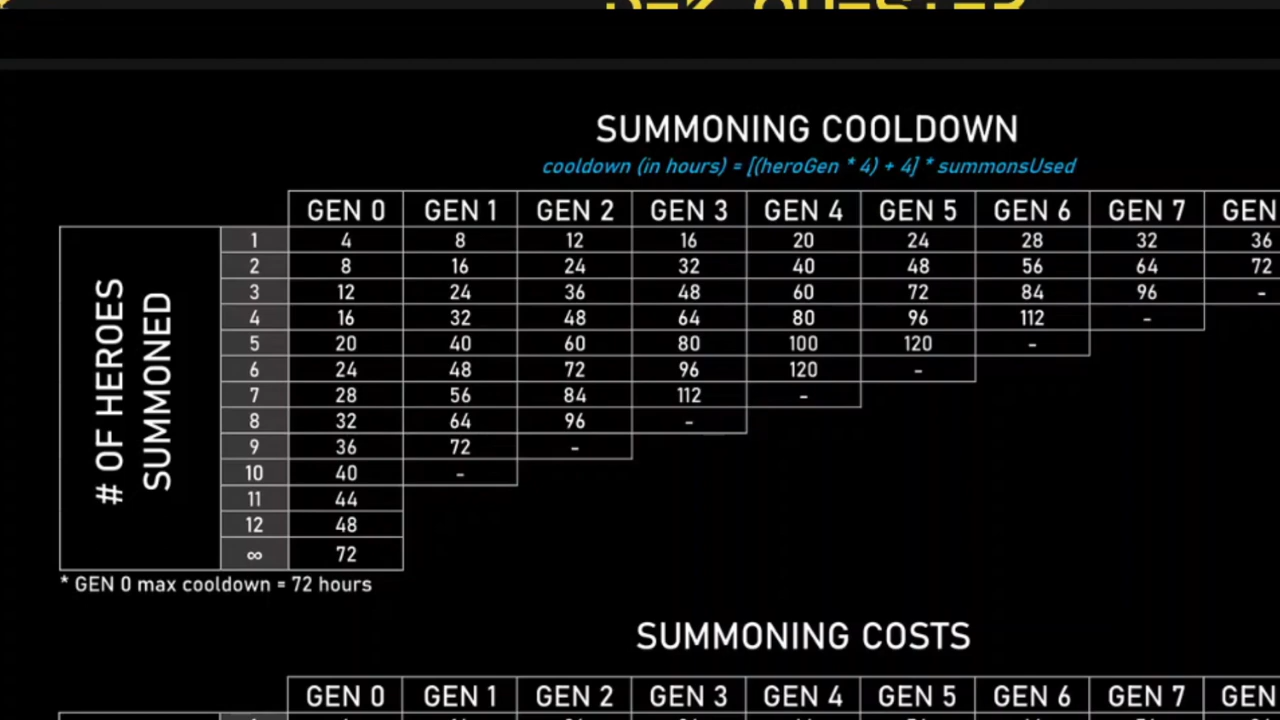 SUMMONING COOLDOWN
cooldown (in hours) = [(heroGen * 4) + 4] * summonsUsed
GEN 0 GEN 1 GEN 2 GEN 3 GEN 4 GEN 5 GEN 6 GEN 7 GEN
# OF HEROES
SUMMONED
1 4 8 12 16 20 24 28 32 36
2 8 16 24 32 40 48 56 64 72
3 12 24 36 48 60 72 84 96 -
4 16 32 48 64 80 96 112 -
5 20 40 60 80 100 120 -
6 24 48 72 96 120 -
7 28 56 84 112 -
8 32 64 96 -
9 36 72 -
10 40 -
11 44
12 48
∞ 72
* GEN 0 max cooldown = 72 hours
SUMMONING COSTS
GEN 0 GEN 1 GEN 2 GEN 3 GEN 4 GEN 5 GEN 6 GEN 7 GEN